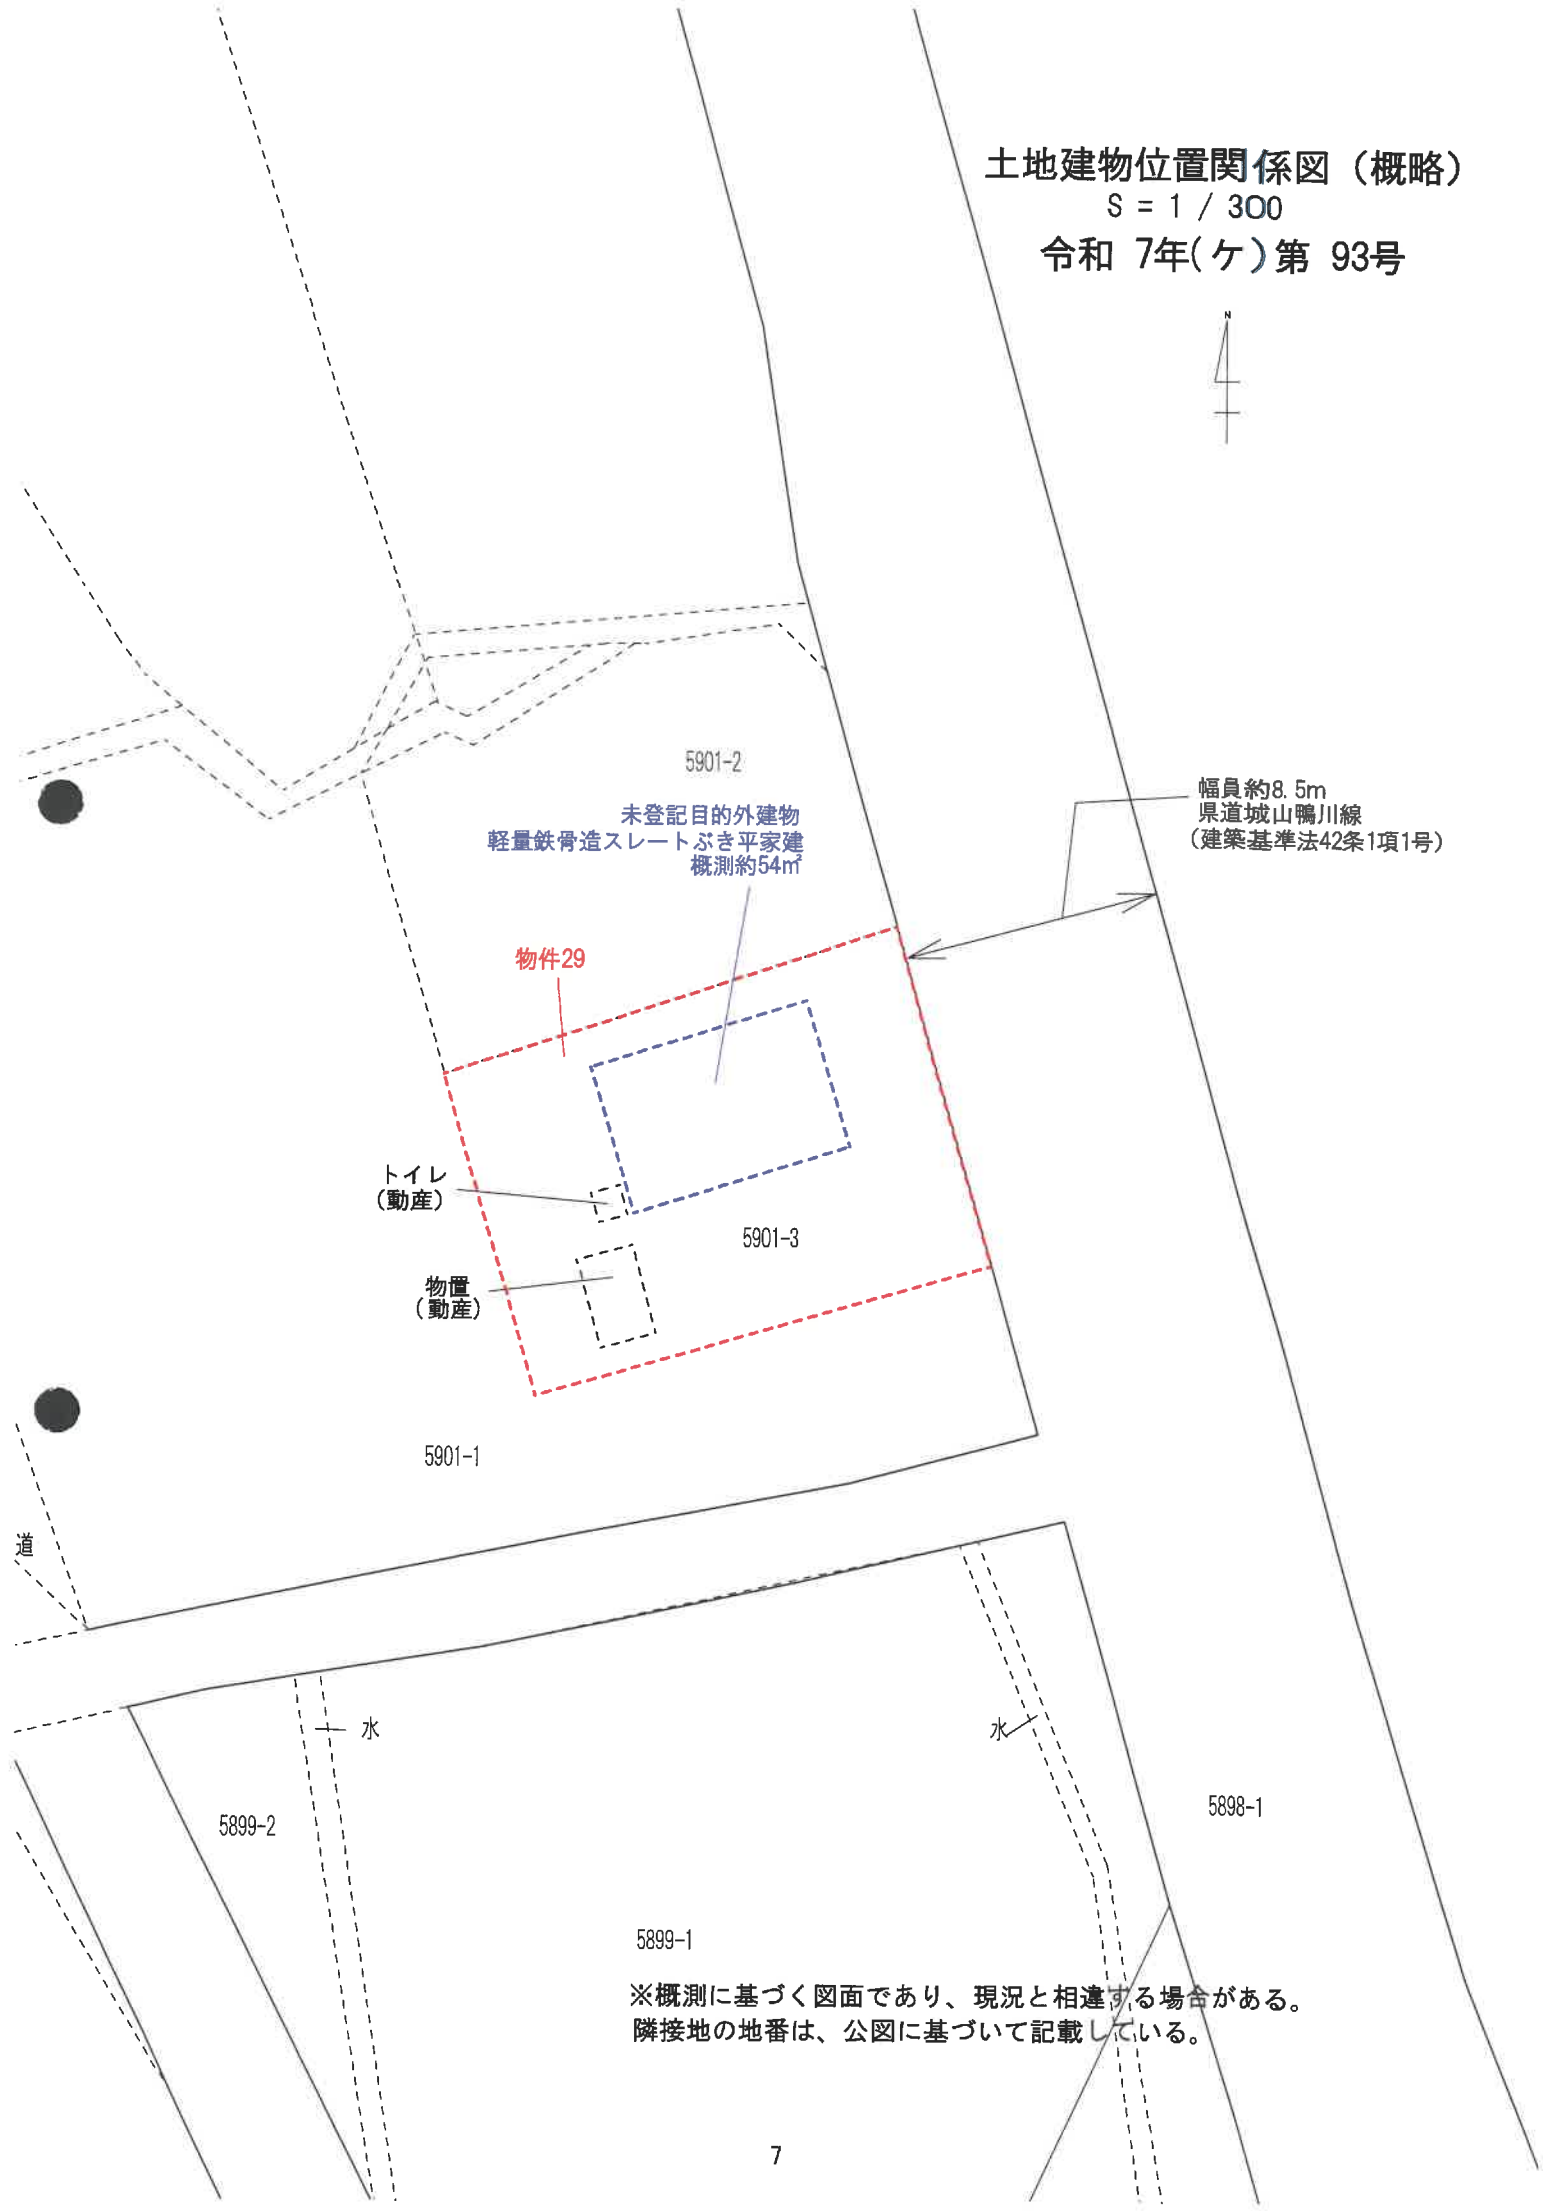 土地建物位置関係図（概略）
S = 1 / 300
令和 7年(ケ)第 93号
N
5901-2
未登記目的外建物
軽量鉄骨造スレートぶき平家建
概測約54㎡
幅員約8.5m
県道城山鴨川線
(建築基準法42条1項1号)
物件29
トイレ
(動産)
5901-3
物置
(動産)
5901-1
道
水
水
5899-2
5898-1
5899-1
※概測に基づく図面であり、現況と相違する場合がある。
隣接地の地番は、公図に基づいて記載している。
7